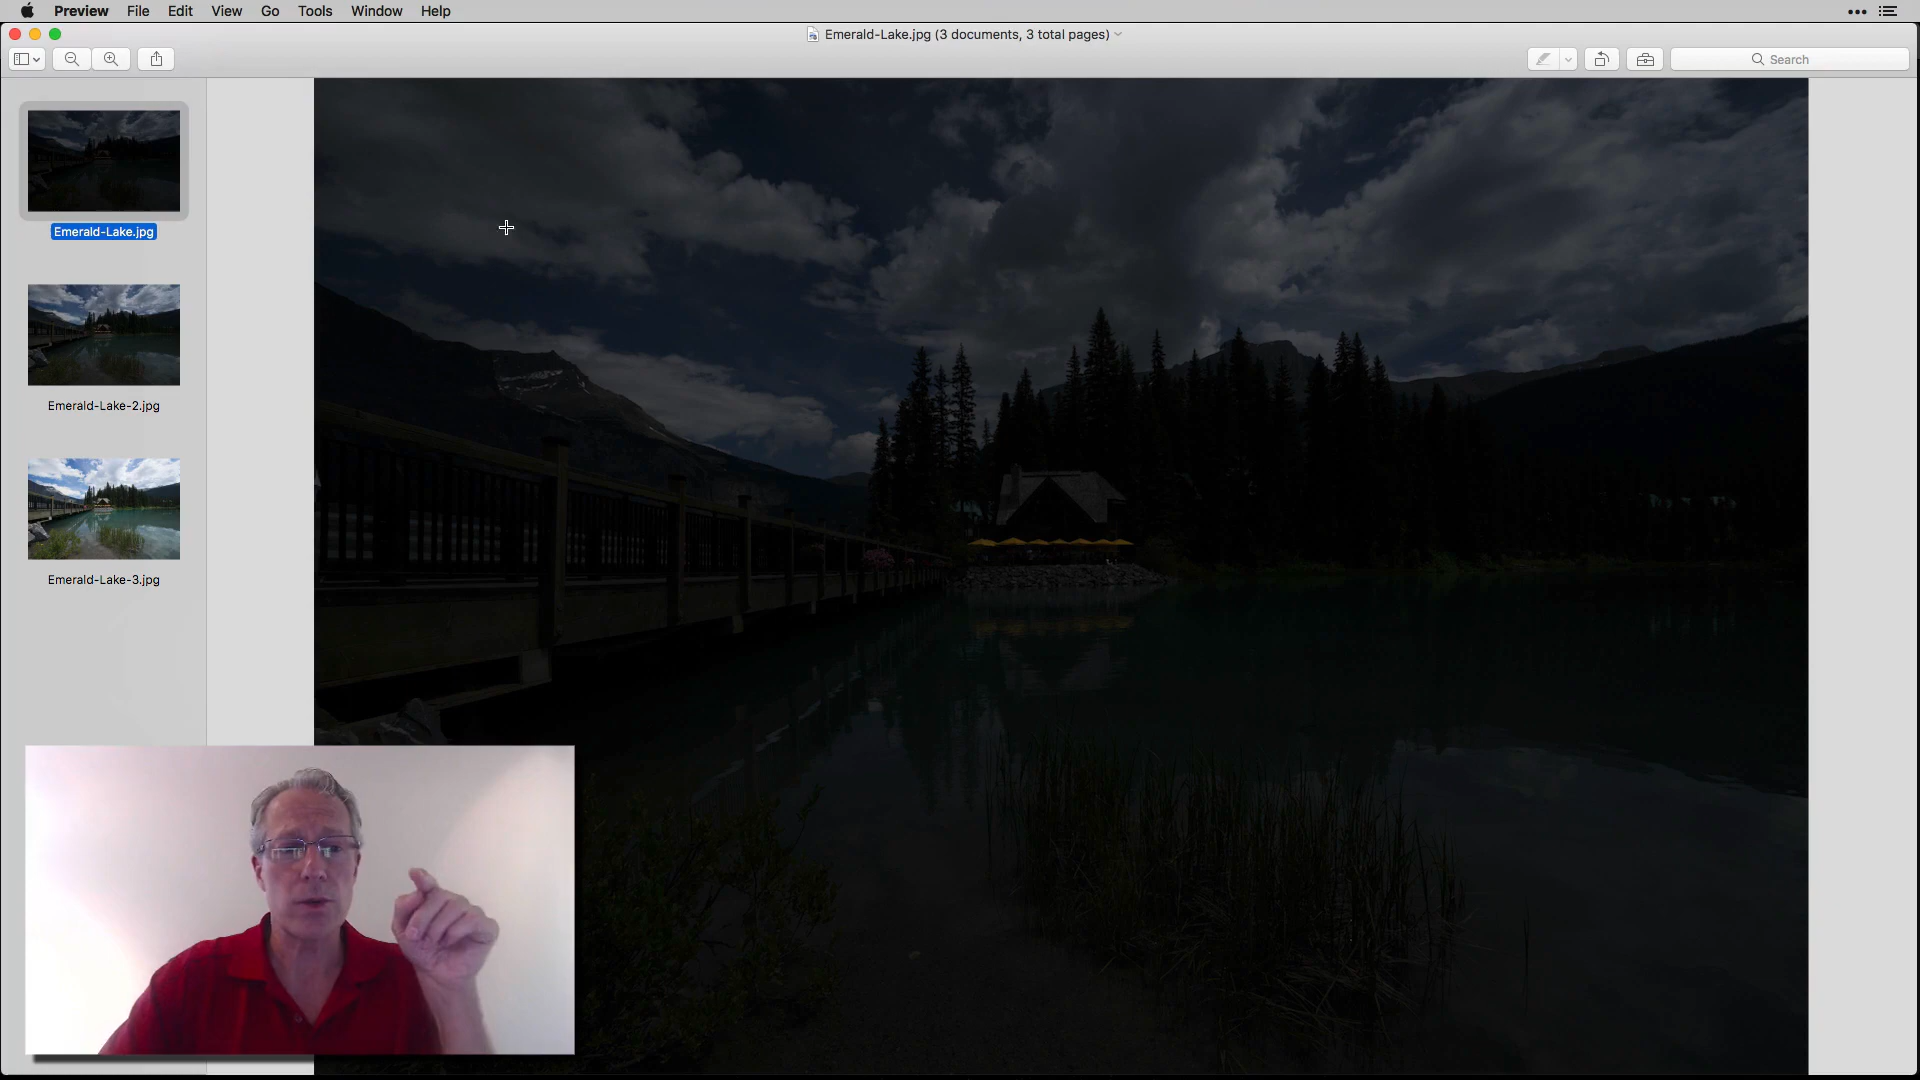 Preview File Edit View Go Tools Window Help
Emerald-Lake.jpg (3 documents, 3 total pages)
Search
Emerald-Lake.jpg
Emerald-Lake-2.jpg
Emerald-Lake-3.jpg